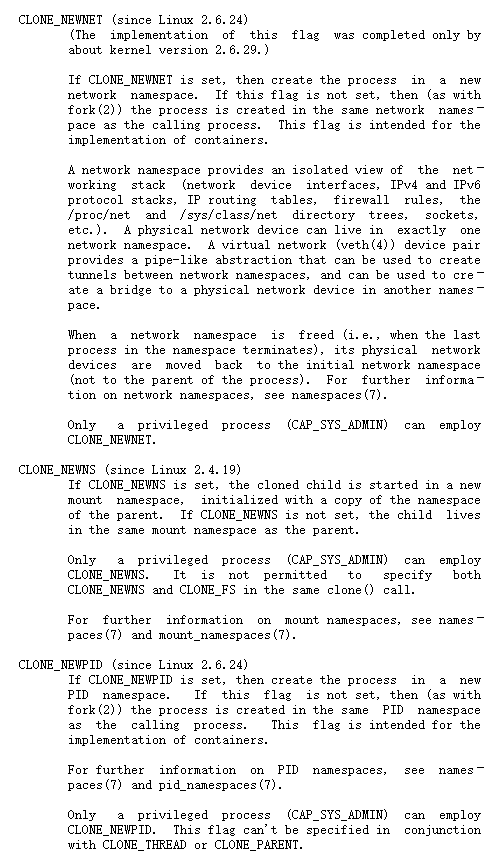 CLONE_NEWNET (since Linux 2.6.24)
(The implementation of this flag was completed only by
about kernel version 2.6.29.)
If CLONE_NEWNET is set, then create the process in a new
network namespace. If this flag is not set, then (as with
fork(2)) the process is created in the same network names‐
pace as the calling process. This flag is intended for the
implementation of containers.
A network namespace provides an isolated view of the net‐
working stack (network device interfaces, IPv4 and IPv6
protocol stacks, IP routing tables, firewall rules, the
/proc/net and /sys/class/net directory trees, sockets,
etc.). A physical network device can live in exactly one
network namespace. A virtual network (veth(4)) device pair
provides a pipe-like abstraction that can be used to create
tunnels between network namespaces, and can be used to cre‐
ate a bridge to a physical network device in another names‐
pace.
When a network namespace is freed (i.e., when the last
process in the namespace terminates), its physical network
devices are moved back to the initial network namespace
(not to the parent of the process). For further informa‐
tion on network namespaces, see namespaces(7).
Only a privileged process (CAP_SYS_ADMIN) can employ
CLONE_NEWNET.
CLONE_NEWNS (since Linux 2.4.19)
If CLONE_NEWNS is set, the cloned child is started in a new
mount namespace, initialized with a copy of the namespace
of the parent. If CLONE_NEWNS is not set, the child lives
in the same mount namespace as the parent.
Only a privileged process (CAP_SYS_ADMIN) can employ
CLONE_NEWNS. It is not permitted to specify both
CLONE_NEWNS and CLONE_FS in the same clone() call.
For further information on mount namespaces, see names‐
paces(7) and mount_namespaces(7).
CLONE_NEWPID (since Linux 2.6.24)
If CLONE_NEWPID is set, then create the process in a new
PID namespace. If this flag is not set, then (as with
fork(2)) the process is created in the same PID namespace
as the calling process. This flag is intended for the
implementation of containers.
For further information on PID namespaces, see names‐
paces(7) and pid_namespaces(7).
Only a privileged process (CAP_SYS_ADMIN) can employ
CLONE_NEWPID. This flag can't be specified in conjunction
with CLONE_THREAD or CLONE_PARENT.